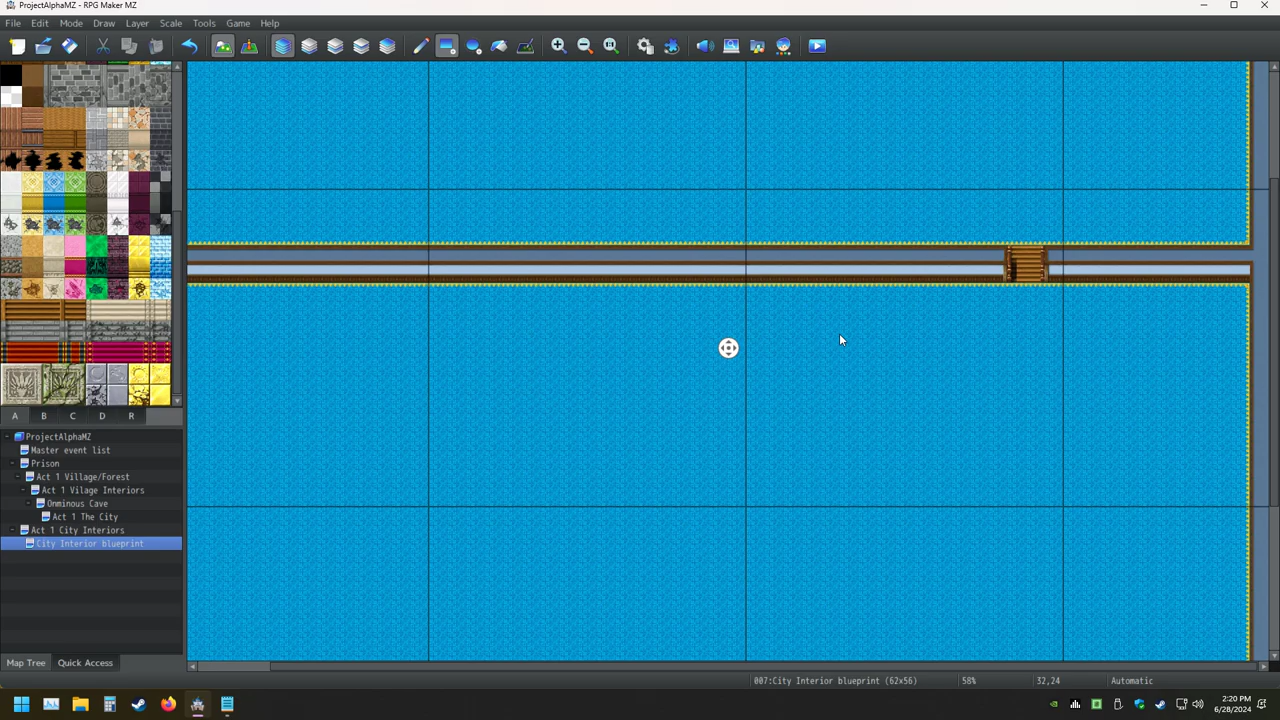 ProjectAlphaMZ - RPG Maker MZ
File Edit Mode Draw Layer Scale Tools Game Help
A B C D R
ProjectAlphaMZ
Master event list
Prison
Act 1 Village/Forest
Act 1 Vilage Interiors
Onminous Cave
Act 1 The City
Act 1 City Interiors
City Interior blueprint
Map Tree Quick Access
007:City Interior blueprint (62x56) 58% 32,24 Automatic
2:20 PM
6/28/2024